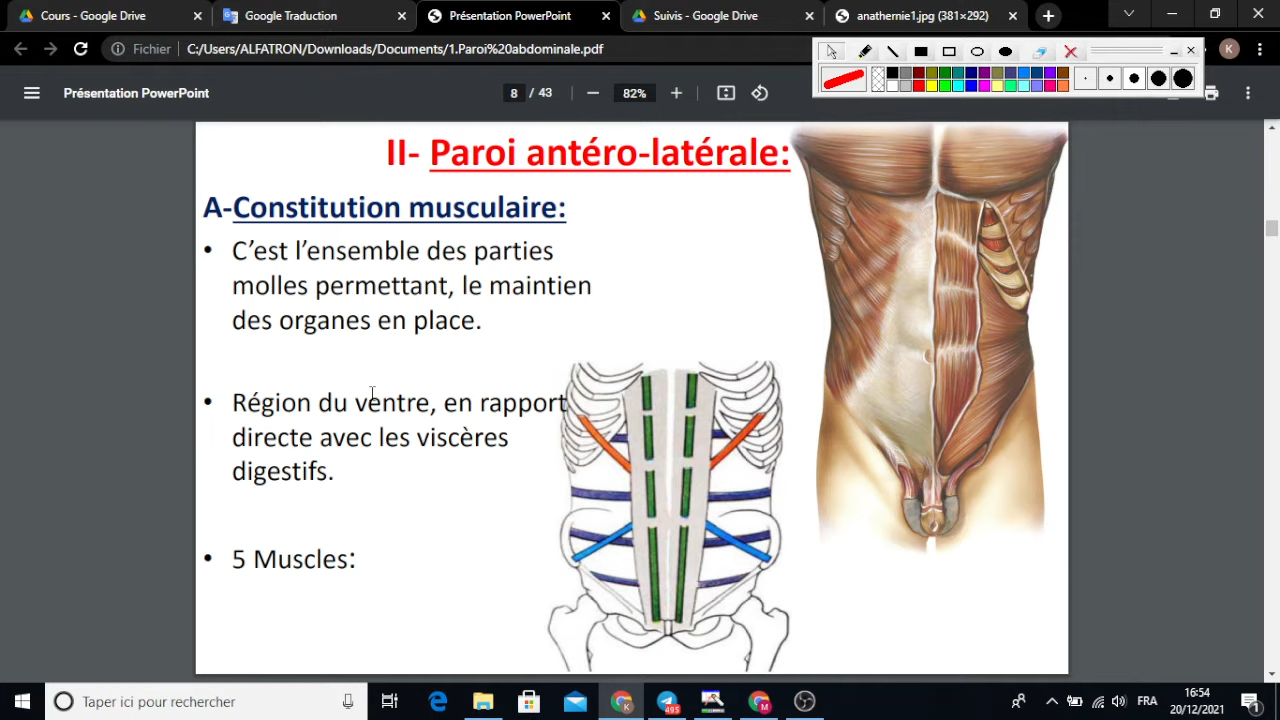 Cours - Google Drive
Google Traduction
Présentation PowerPoint
Suivis - Google Drive
anathernie1.jpg (381×292)
Fichier
C:/Users/ALFATRON/Downloads/Documents/1.Paroi%20abdominale.pdf
K
Présentation PowerPoint
8 / 43
82%
II- Paroi antéro-latérale:
A-Constitution musculaire:
• C’est l’ensemble des parties
molles permettant, le maintien
des organes en place.
• Région du ventre, en rapport
directe avec les viscères
digestifs.
• 5 Muscles:
Taper ici pour rechercher
495
K
M
FRA
16:54
20/12/2021
1